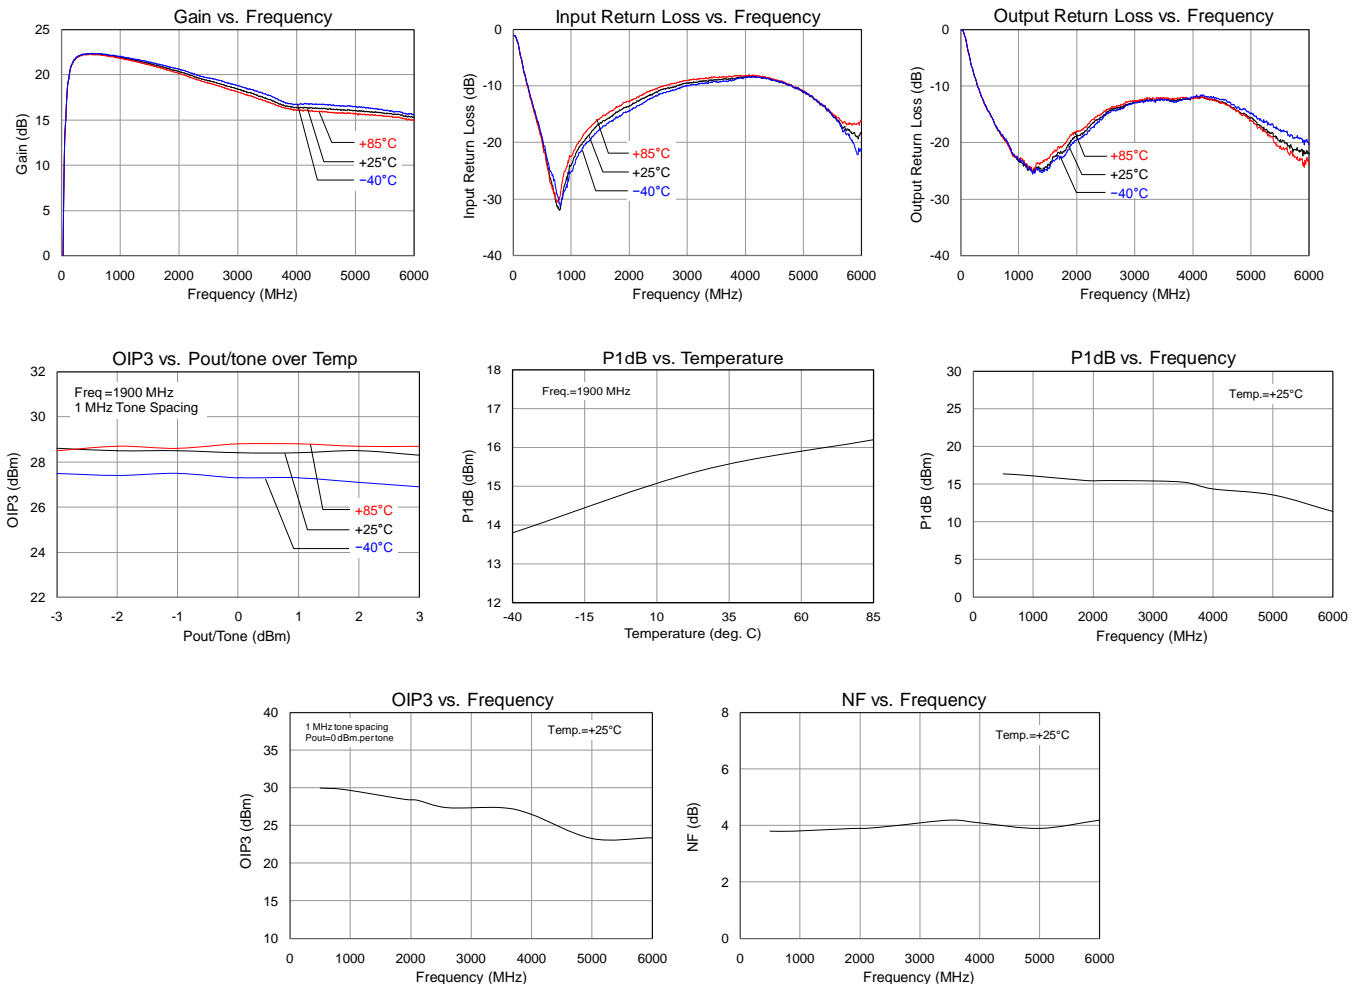 Gain vs. Frequency
25
20
15
10
5
0
Gain (dB)
+85°C
+25°C
−40°C
0 1000 2000 3000 4000 5000 6000
Frequency (MHz)
Input Return Loss vs. Frequency
0
-10
-20
-30
-40
Input Return Loss (dB)
+85°C
+25°C
−40°C
0 1000 2000 3000 4000 5000 6000
Frequency (MHz)
Output Return Loss vs. Frequency
0
-10
-20
-30
-40
Output Return Loss (dB)
+85°C
+25°C
−40°C
0 1000 2000 3000 4000 5000 6000
Frequency (MHz)
OIP3 vs. Pout/tone over Temp
32
30
28
26
24
22
OIP3 (dBm)
Freq=1900 MHz
1 MHz Tone Spacing
+85°C
+25°C
−40°C
-3 -2 -1 0 1 2 3
Pout/Tone (dBm)
P1dB vs. Temperature
18
17
16
15
14
13
12
P1dB (dBm)
Freq.=1900 MHz
-40 -15 10 35 60 85
Temperature (deg. C)
P1dB vs. Frequency
30
25
20
15
10
5
0
P1dB (dBm)
Temp.=+25°C
0 1000 2000 3000 4000 5000 6000
Frequency (MHz)
OIP3 vs. Frequency
40
35
30
25
20
15
10
OIP3 (dBm)
1 MHz tone spacing
Pout=0 dBm.per tone
Temp.=+25°C
0 1000 2000 3000 4000 5000 6000
Frequency (MHz)
NF vs. Frequency
8
6
4
2
0
NF (dB)
Temp.=+25°C
0 1000 2000 3000 4000 5000 6000
Frequency (MHz)